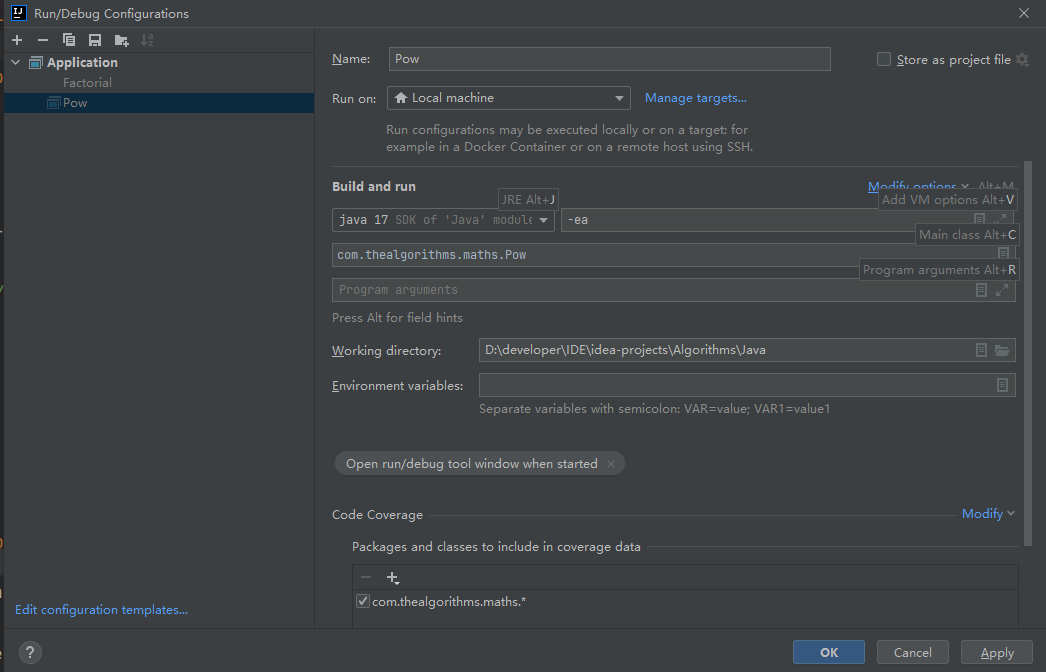 Run/Debug Configurations
Application
Factorial
Pow
Name:
Pow
Store as project file
Run on:
Local machine
Manage targets...
Run configurations may be executed locally or on a target: for
example in a Docker Container or on a remote host using SSH.
Build and run
Modify options
Alt+M
JRE Alt+J
Add VM options Alt+V
java 17 SDK of 'Java' module
-ea
Main class Alt+C
com.thealgorithms.maths.Pow
Program arguments Alt+R
Program arguments
Press Alt for field hints
Working directory:
D:\developer\IDE\idea-projects\Algorithms\Java
Environment variables:
Separate variables with semicolon: VAR=value; VAR1=value1
Open run/debug tool window when started
Code Coverage
Modify
Packages and classes to include in coverage data
com.thealgorithms.maths.*
Edit configuration templates...
?
OK
Cancel
Apply